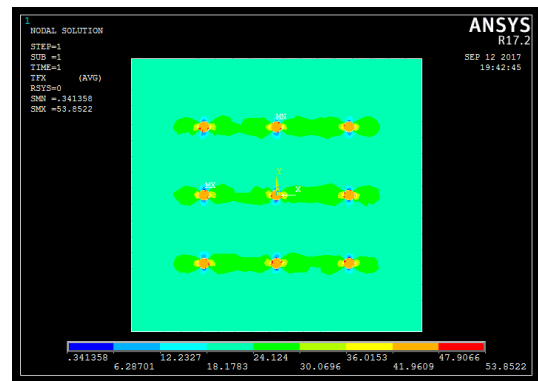 1
NODAL SOLUTION
STEP=1
SUB =1
TIME=1
TFX (AVG)
RSYS=0
SMN =.341358
SMX =53.8522
ANSYS
R17.2
SEP 12 2017
19:42:45
MN
Y
MX
X
.341358 12.2327 24.124 36.0153 47.9066
6.28701 18.1783 30.0696 41.9609 53.8522